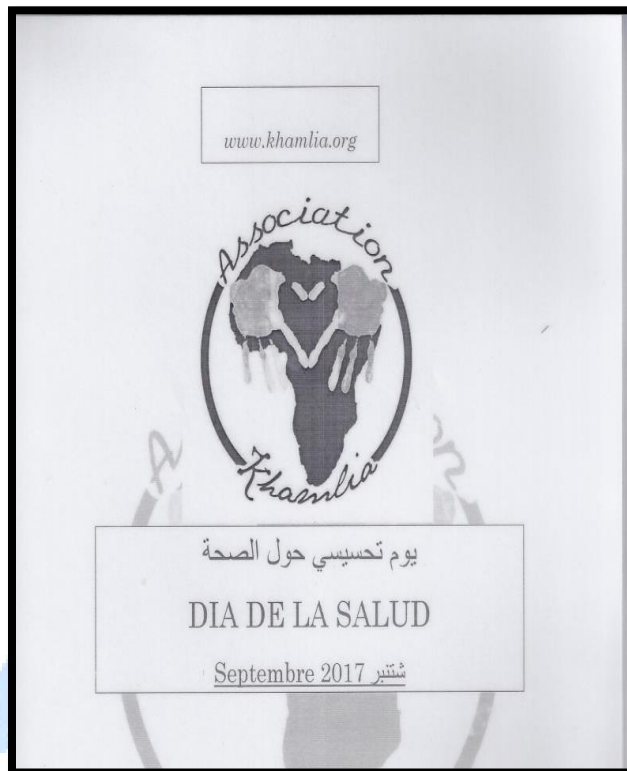 www.khamlia.org
Association
Khamlia
يوم تحسيسي حول الصحة
DIA DE LA SALUD
Septembre 2017 شتنبر